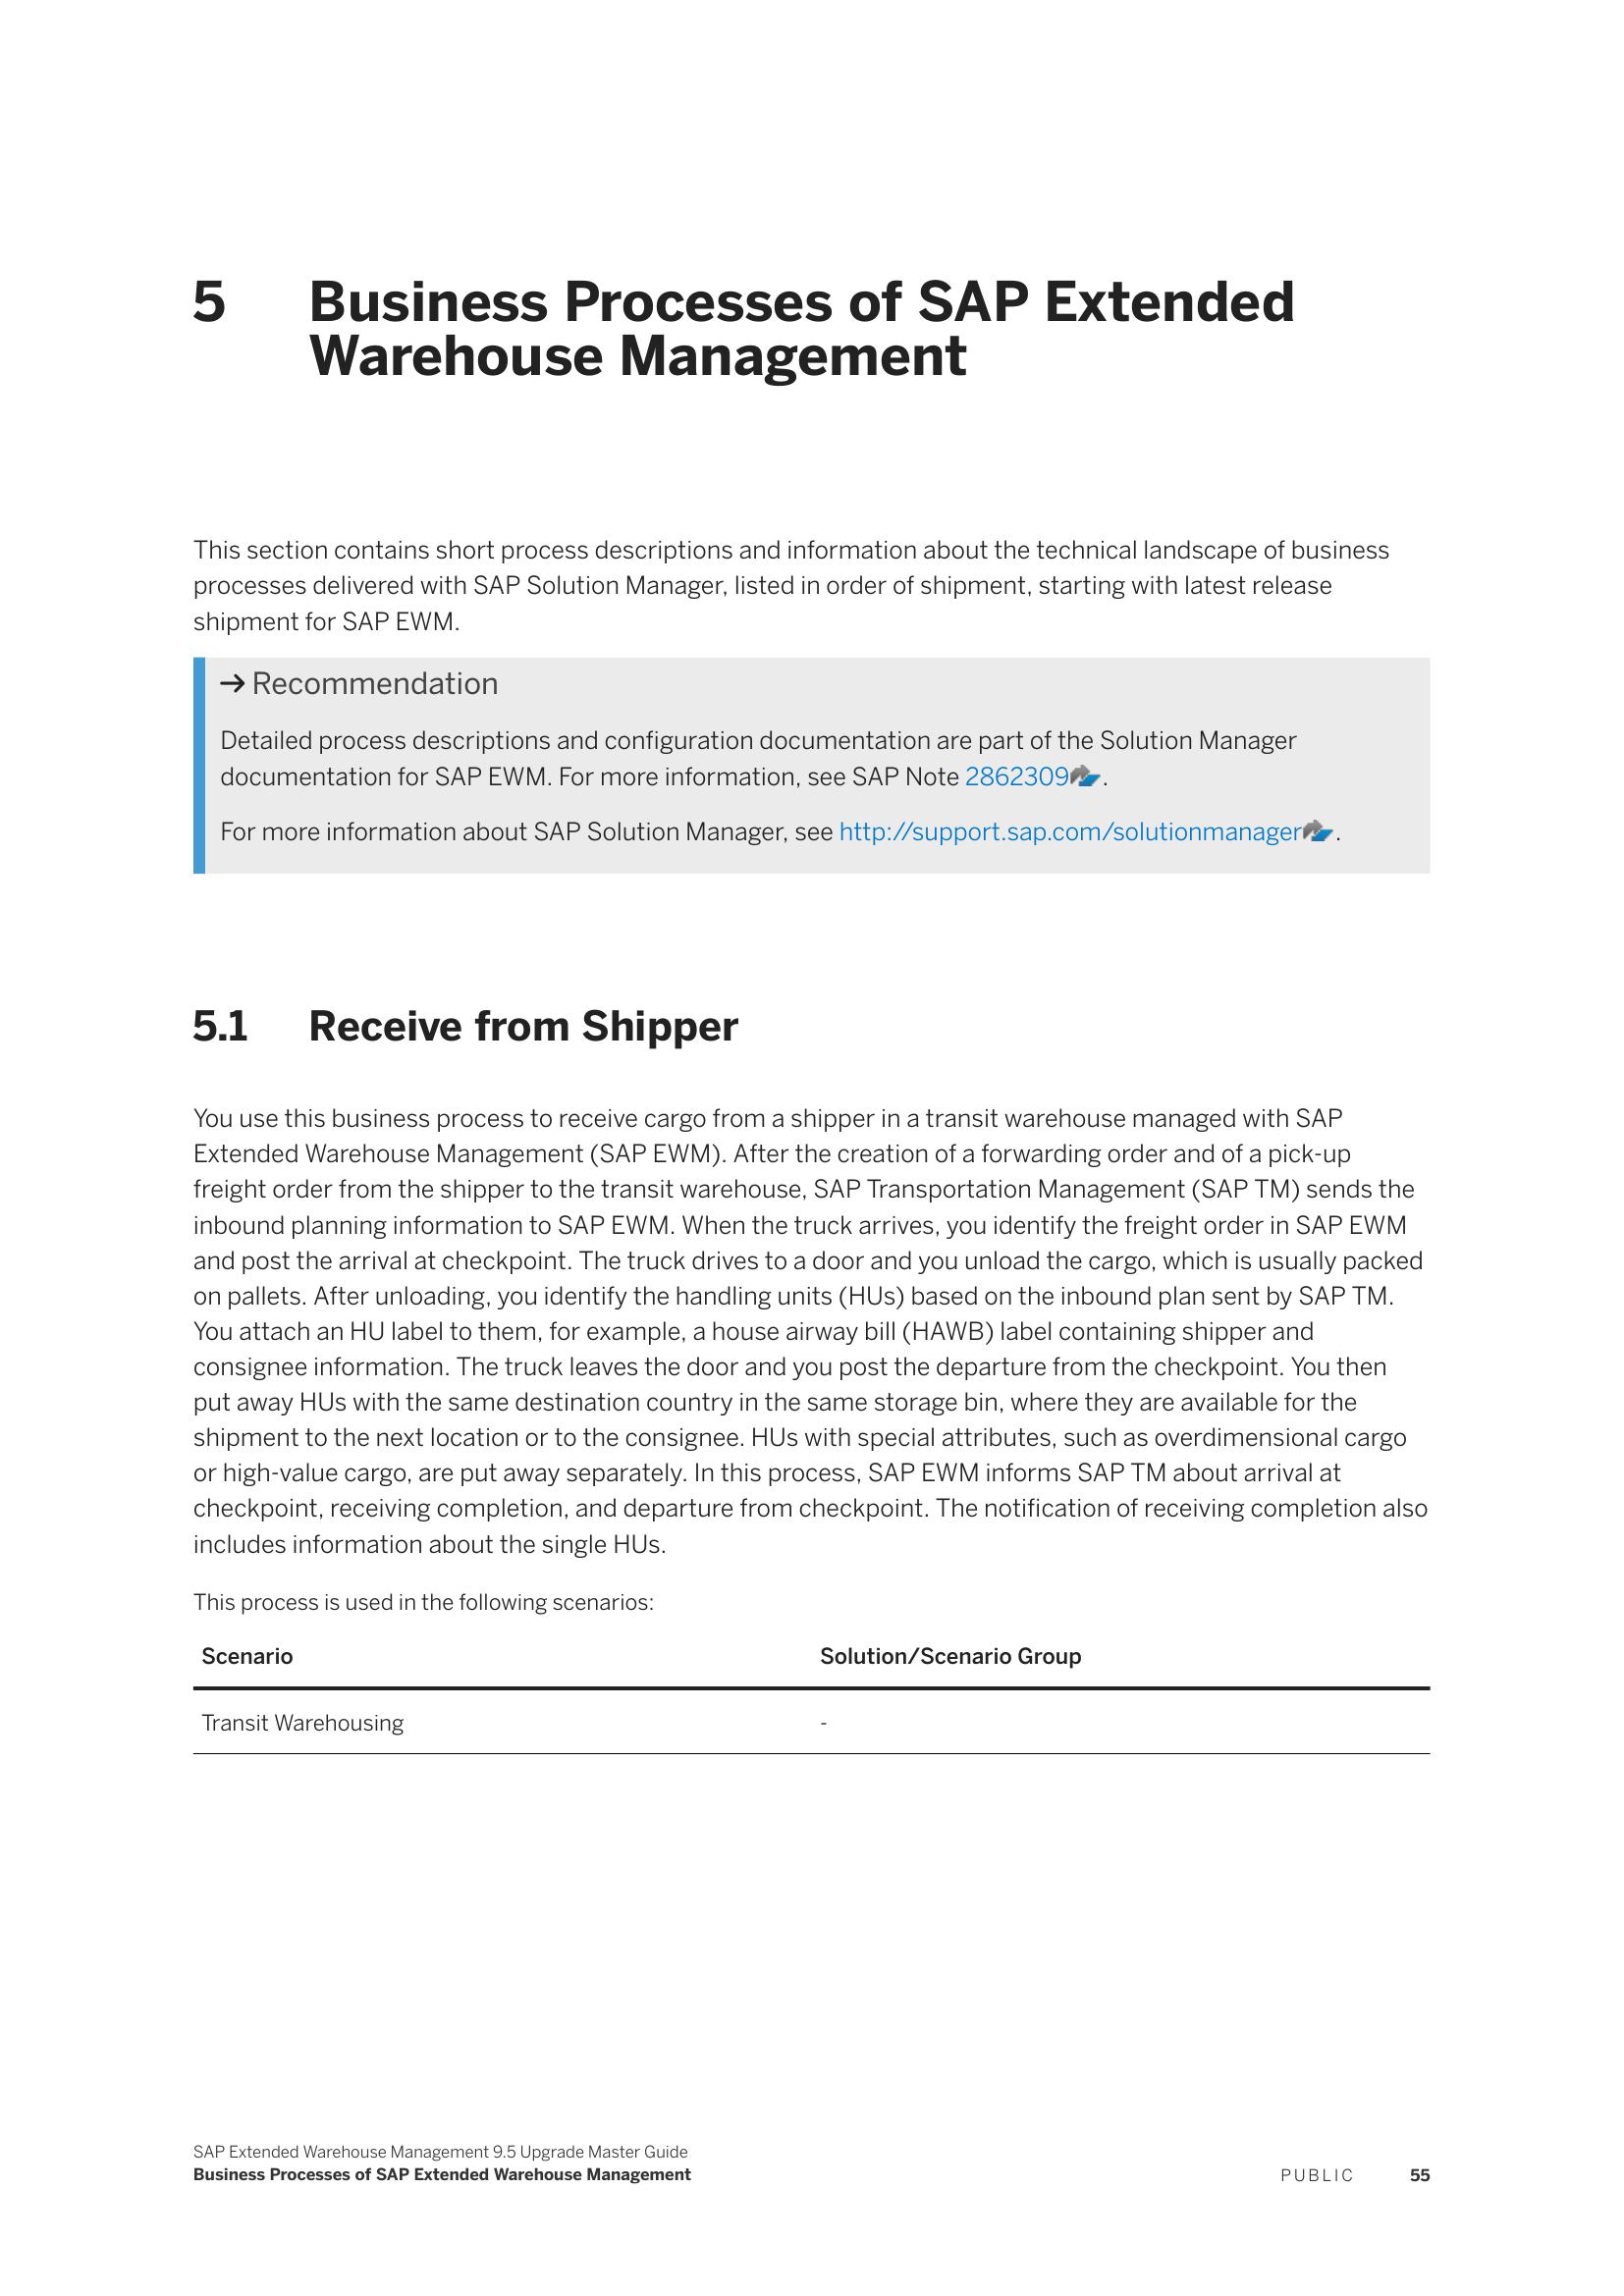 5 Business Processes of SAP Extended
Warehouse Management
This section contains short process descriptions and information about the technical landscape of business
processes delivered with SAP Solution Manager, listed in order of shipment, starting with latest release
shipment for SAP EWM.
→ Recommendation
Detailed process descriptions and configuration documentation are part of the Solution Manager
documentation for SAP EWM. For more information, see SAP Note 2862309.
For more information about SAP Solution Manager, see http://support.sap.com/solutionmanager.
5.1 Receive from Shipper
You use this business process to receive cargo from a shipper in a transit warehouse managed with SAP
Extended Warehouse Management (SAP EWM). After the creation of a forwarding order and of a pick-up
freight order from the shipper to the transit warehouse, SAP Transportation Management (SAP TM) sends the
inbound planning information to SAP EWM. When the truck arrives, you identify the freight order in SAP EWM
and post the arrival at checkpoint. The truck drives to a door and you unload the cargo, which is usually packed
on pallets. After unloading, you identify the handling units (HUs) based on the inbound plan sent by SAP TM.
You attach an HU label to them, for example, a house airway bill (HAWB) label containing shipper and
consignee information. The truck leaves the door and you post the departure from the checkpoint. You then
put away HUs with the same destination country in the same storage bin, where they are available for the
shipment to the next location or to the consignee. HUs with special attributes, such as overdimensional cargo
or high-value cargo, are put away separately. In this process, SAP EWM informs SAP TM about arrival at
checkpoint, receiving completion, and departure from checkpoint. The notification of receiving completion also
includes information about the single HUs.
This process is used in the following scenarios:
Scenario Solution/Scenario Group
Transit Warehousing -
SAP Extended Warehouse Management 9.5 Upgrade Master Guide
Business Processes of SAP Extended Warehouse Management PUBLIC 55